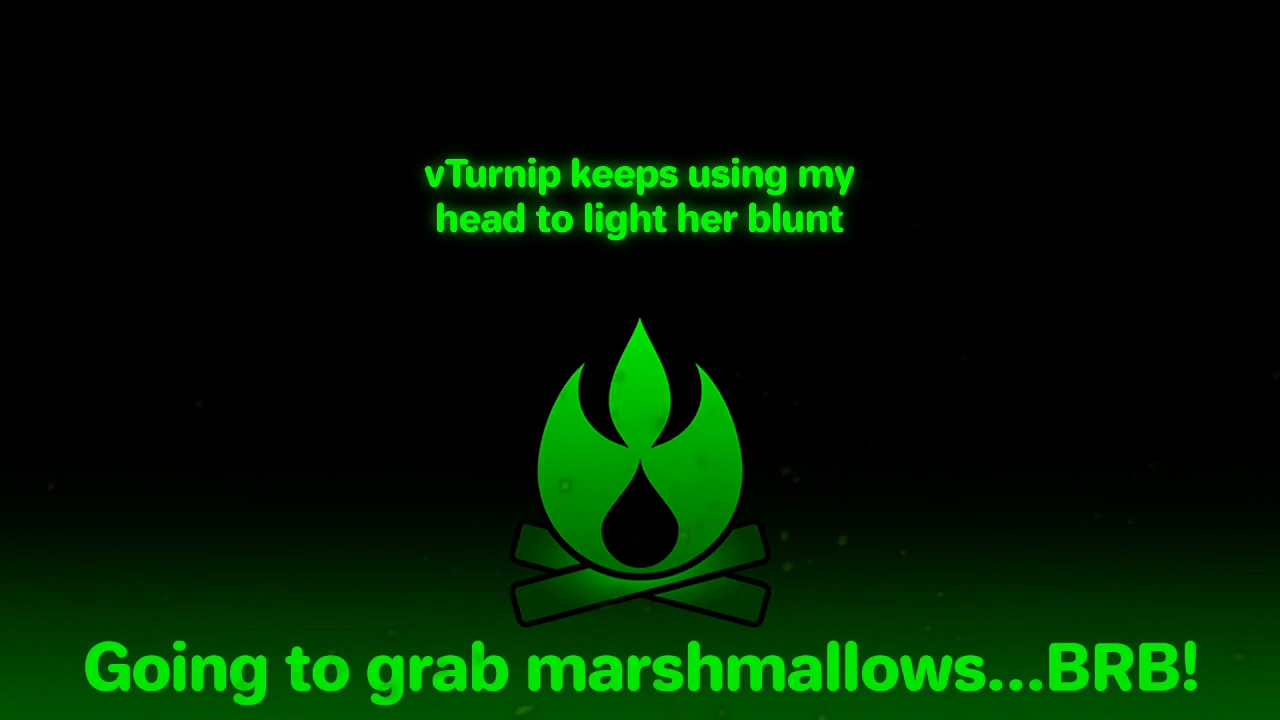 vTurnip keeps using my
head to light her blunt
Going to grab marshmallows...BRB!